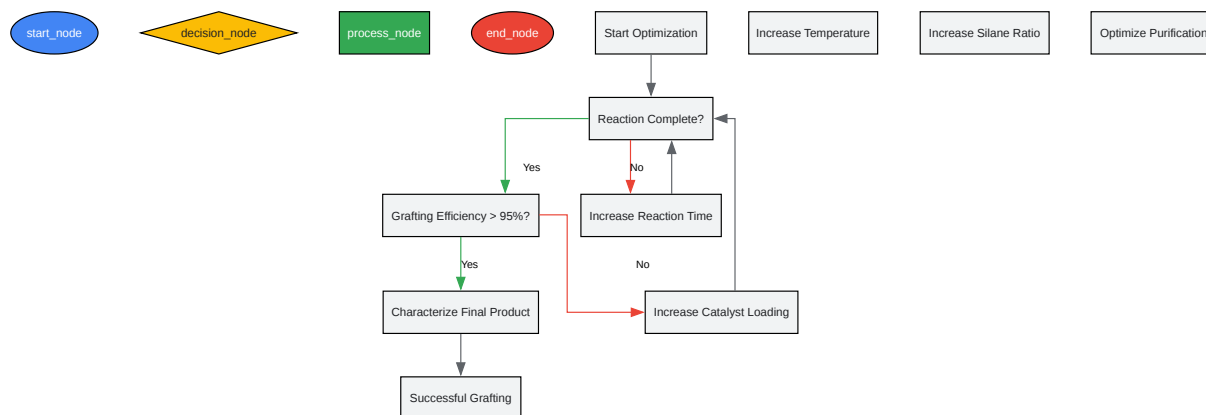 start_node
decision_node
process_node
end_node
Start Optimization
Increase Temperature
Increase Silane Ratio
Optimize Purification
Reaction Complete?
Yes
No
Grafting Efficiency > 95%?
Increase Reaction Time
Yes
No
Characterize Final Product
Increase Catalyst Loading
Successful Grafting